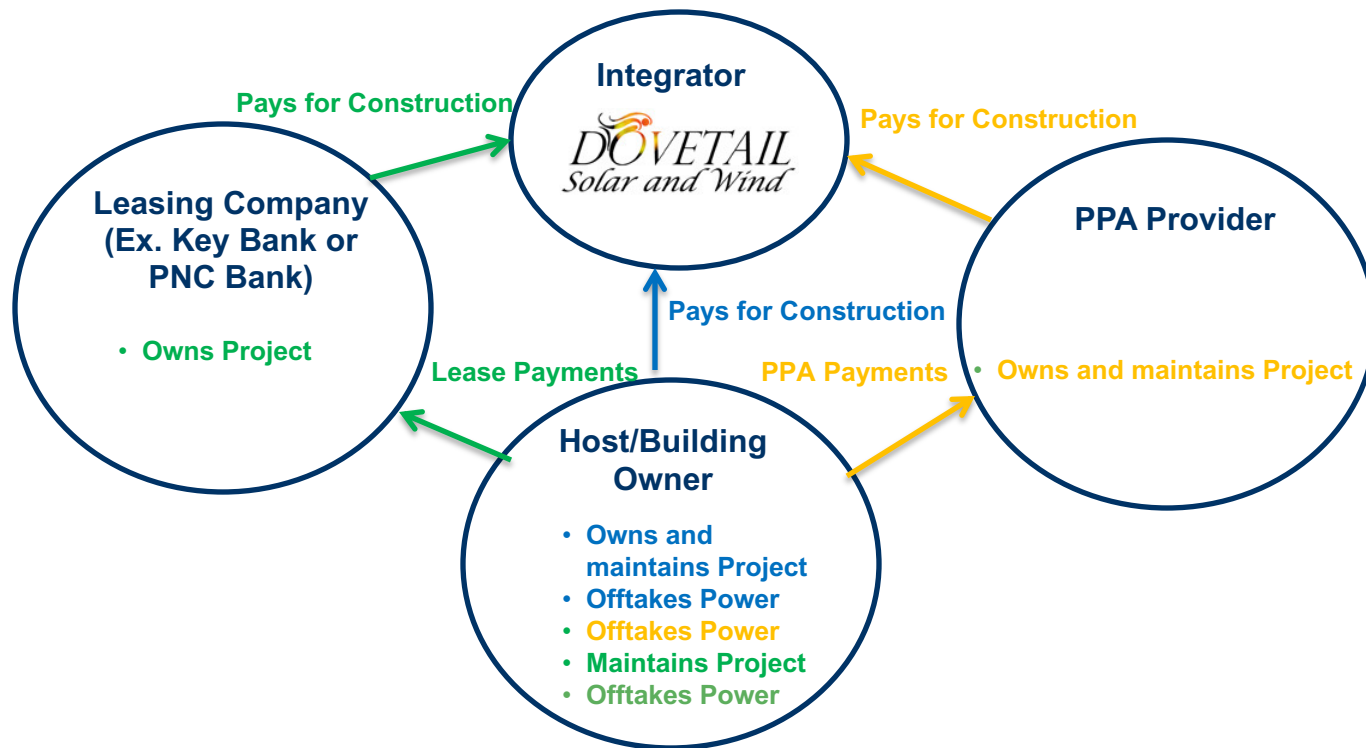 Integrator
DOVETAIL
Solar and Wind
Pays for Construction
Pays for Construction
Leasing Company
(Ex. Key Bank or
PNC Bank)
• Owns Project
PPA Provider
• Owns and maintains Project
Pays for Construction
Lease Payments
PPA Payments
Host/Building
Owner
• Owns and
maintains Project
• Offtakes Power
• Offtakes Power
• Maintains Project
• Offtakes Power